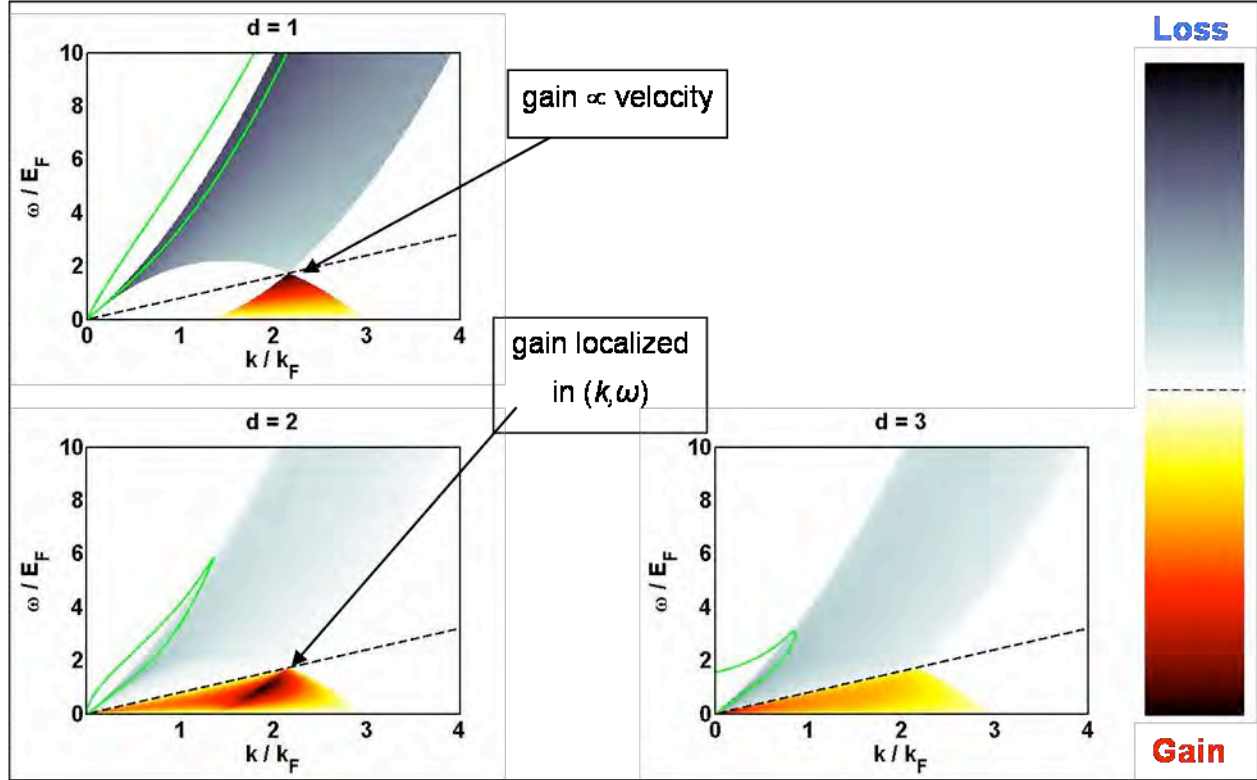 d = 1
Loss
10
8
6
4
2
0
ω / E_F
0 1 2 3 4
k / k_F
gain ∝ velocity
gain localized
in (k,ω)
d = 2
10
8
6
4
2
0
ω / E_F
0 1 2 3 4
k / k_F
d = 3
10
8
6
4
2
0
ω / E_F
0 1 2 3 4
k / k_F
Gain